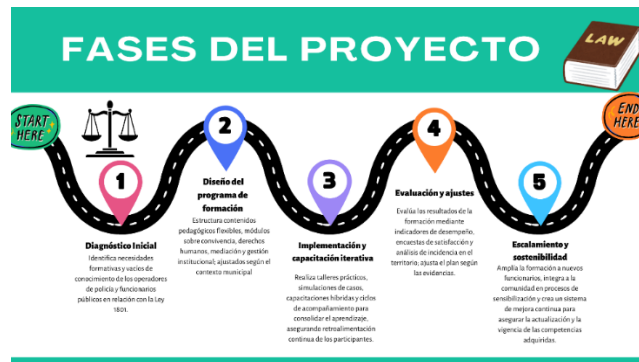 FASES DEL PROYECTO
LAW
START
HERE
END
HERE
1
Diagnóstico Inicial
Identifica necesidades
formativas y vacíos de
conocimiento de los operadores
de policía y funcionarios
públicos en relación con la Ley
1801.
2
Diseño del
programa de
formación
Estructura contenidos
pedagógicos flexibles, módulos
sobre convivencia, derechos
humanos, mediación y gestión
institucional; ajustados según el
contexto municipal
3
Implementación y
capacitación iterativa
Realiza talleres prácticos,
simulaciones de casos,
capacitaciones híbridas y ciclos
de acompañamiento para
consolidar el aprendizaje,
asegurando retroalimentación
continua de los participantes.
4
Evaluación y ajustes
Evalúa los resultados de la
formación mediante
indicadores de desempeño,
encuestas de satisfacción y
análisis de incidencia en el
territorio; ajusta el plan según
las evidencias.
5
Escalamiento y
sostenibilidad
Amplía la formación a nuevos
funcionarios, integra a la
comunidad en procesos de
sensibilización y crea un sistema
de mejora continua para
asegurar la actualización y la
vigencia de las competencias
adquiridas.